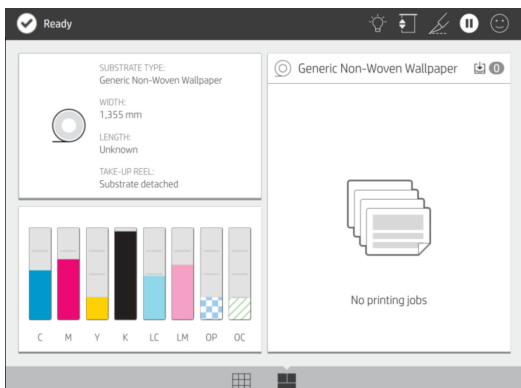 Ready
SUBSTRATE TYPE:
Generic Non-Woven Wallpaper
WIDTH:
1,355 mm
LENGTH:
Unknown
TAKE-UP REEL:
Substrate detached
C M Y K LC LM OP OC
Generic Non-Woven Wallpaper 0
No printing jobs